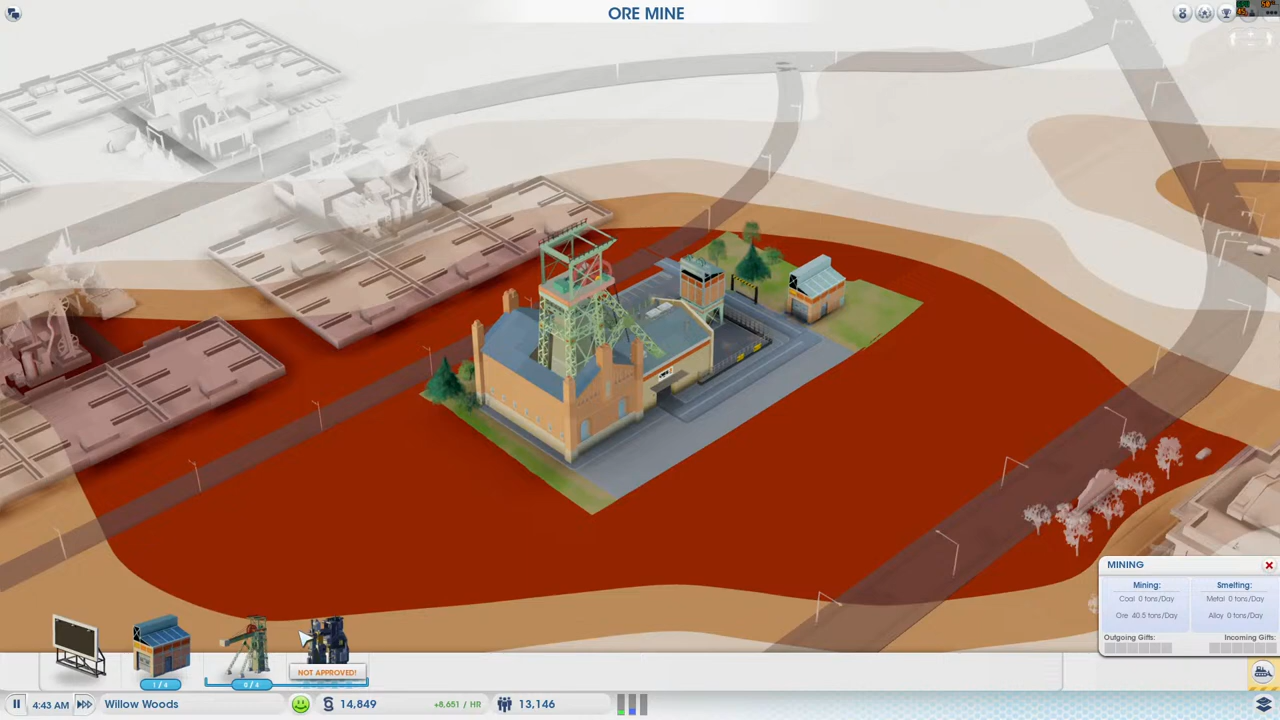 ORE MINE
MINING
Mining:
Smelting:
Coal 0 tons/Day
Metal 0 tons/Day
Ore 40.5 tons/Day
Alloy 0 tons/Day
Outgoing Gifts:
Incoming Gifts:
NOT APPROVED!
1 / 4
0 / 4
4:43 AM
Willow Woods
14,849
+8,651 / HR
13,146